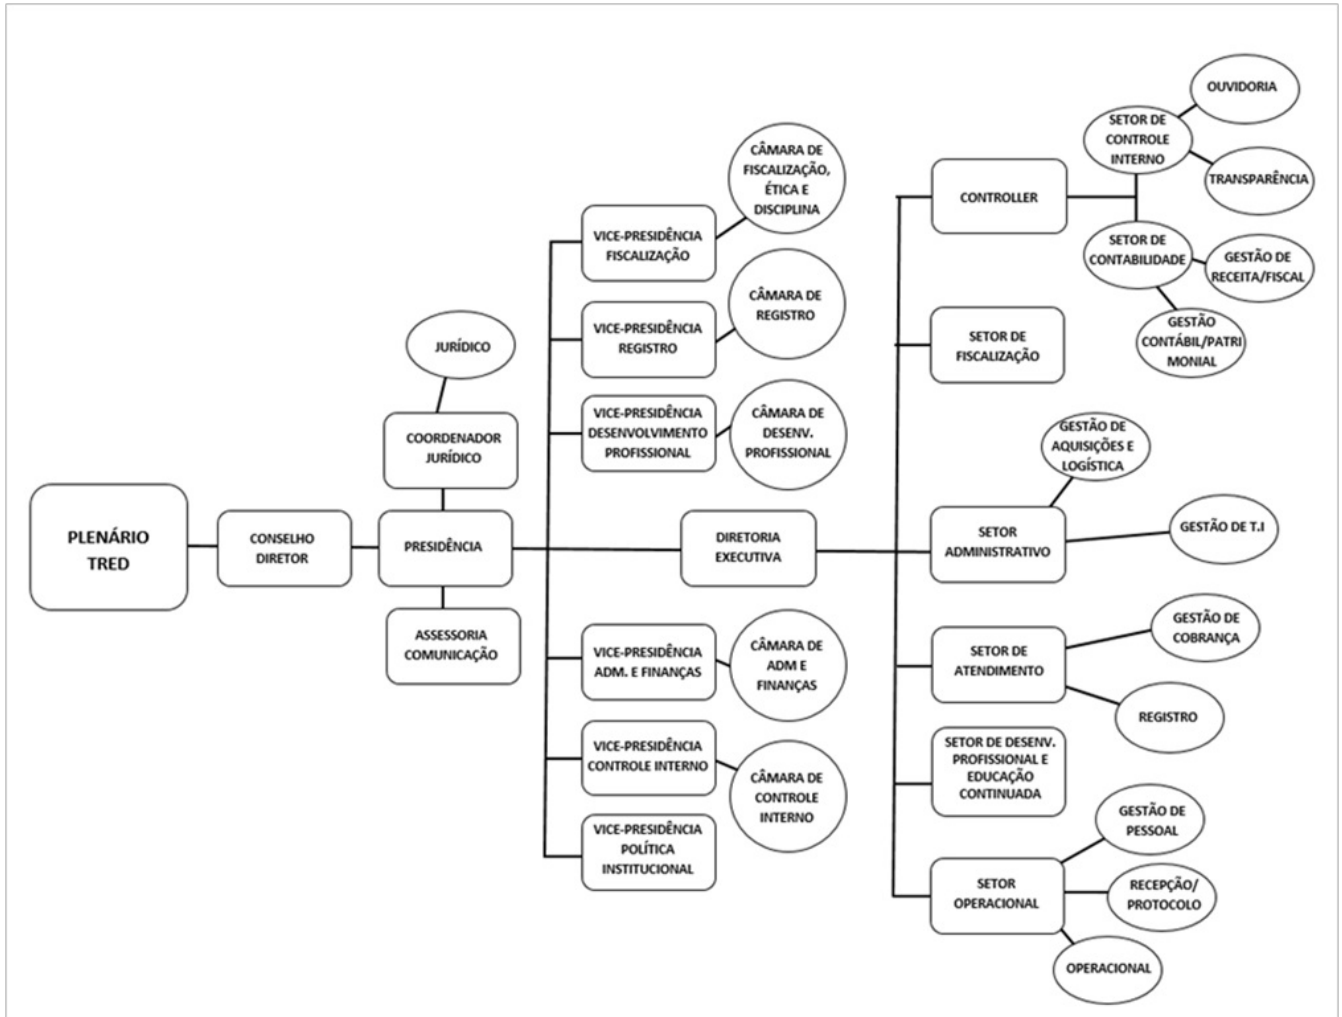 PLENÁRIO
TRED
CONSELHO
DIRETOR
JURÍDICO
COORDENADOR
JURÍDICO
PRESIDÊNCIA
ASSESSORIA
COMUNICAÇÃO
VICE-PRESIDÊNCIA
FISCALIZAÇÃO
CÂMARA DE
FISCALIZAÇÃO,
ÉTICA E
DISCIPLINA
VICE-PRESIDÊNCIA
REGISTRO
CÂMARA DE
REGISTRO
VICE-PRESIDÊNCIA
DESENVOLVIMENTO
PROFISSIONAL
CÂMARA DE
DESENV.
PROFISSIONAL
DIRETORIA
EXECUTIVA
VICE-PRESIDÊNCIA
ADM. E FINANÇAS
CÂMARA DE
ADM E
FINANÇAS
VICE-PRESIDÊNCIA
CONTROLE INTERNO
CÂMARA DE
CONTROLE
INTERNO
VICE-PRESIDÊNCIA
POLÍTICA
INSTITUCIONAL
CONTROLLER
SETOR DE
CONTROLE
INTERNO
OUVIDORIA
TRANSPARÊNCIA
SETOR DE
CONTABILIDADE
GESTÃO DE
RECEITA/FISCAL
GESTÃO
CONTÁBIL/PATRI
MONIAL
SETOR DE
FISCALIZAÇÃO
SETOR
ADMINISTRATIVO
GESTÃO DE
AQUISIÇÕES E
LOGÍSTICA
GESTÃO DE T.I
SETOR DE
ATENDIMENTO
GESTÃO DE
COBRANÇA
REGISTRO
SETOR DE DESENV.
PROFISSIONAL E
EDUCAÇÃO
CONTINUADA
SETOR
OPERACIONAL
GESTÃO DE
PESSOAL
RECEPÇÃO/
PROTOCOLO
OPERACIONAL